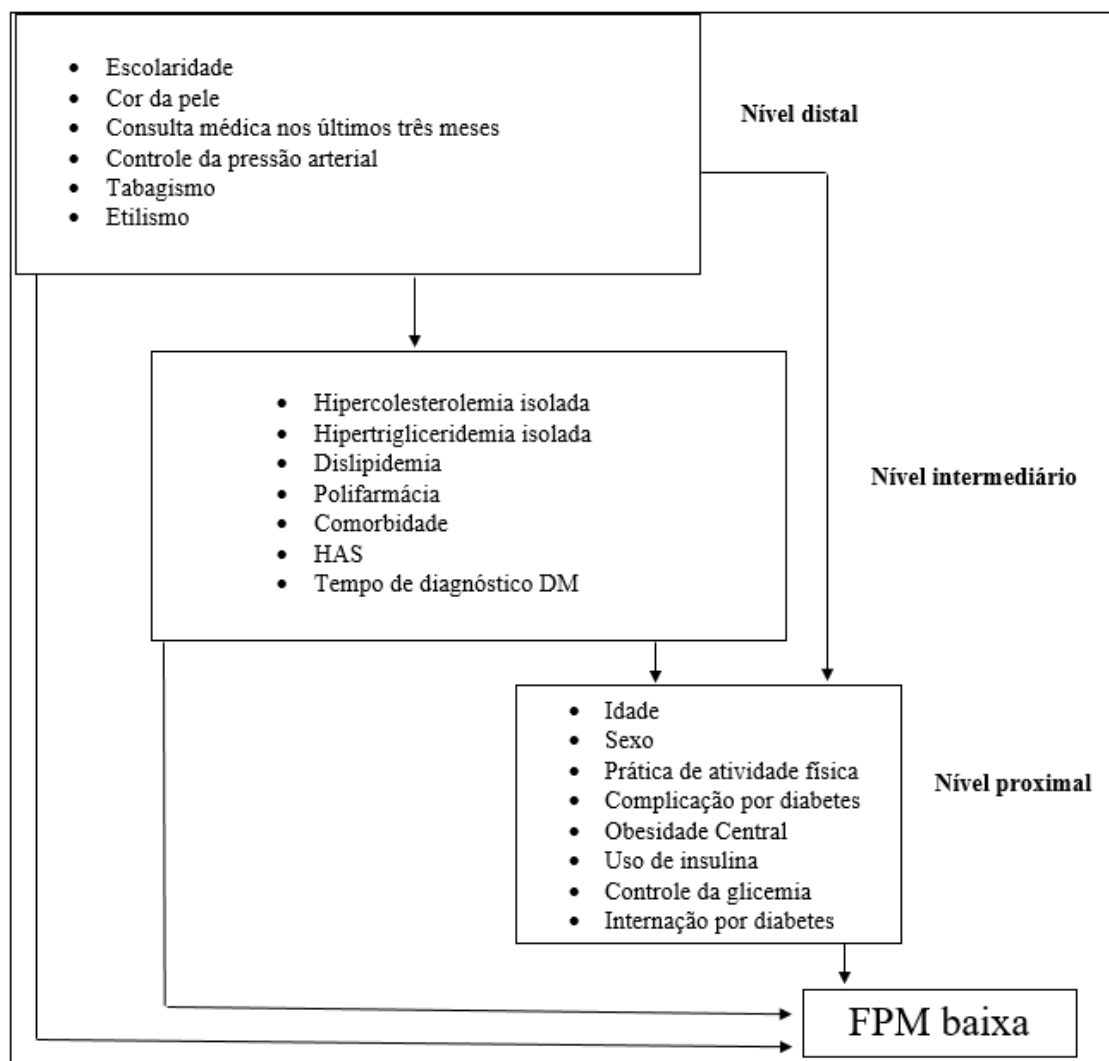 • Escolaridade
• Cor da pele
• Consulta médica nos últimos três meses
• Controle da pressão arterial
• Tabagismo
• Etilismo
Nível distal
• Hipercolesterolemia isolada
• Hipertrigliceridemia isolada
• Dislipidemia
• Polifarmácia
• Comorbidade
• HAS
• Tempo de diagnóstico DM
Nível intermediário
• Idade
• Sexo
• Prática de atividade física
• Complicação por diabetes
• Obesidade Central
• Uso de insulina
• Controle da glicemia
• Internação por diabetes
Nível proximal
FPM baixa